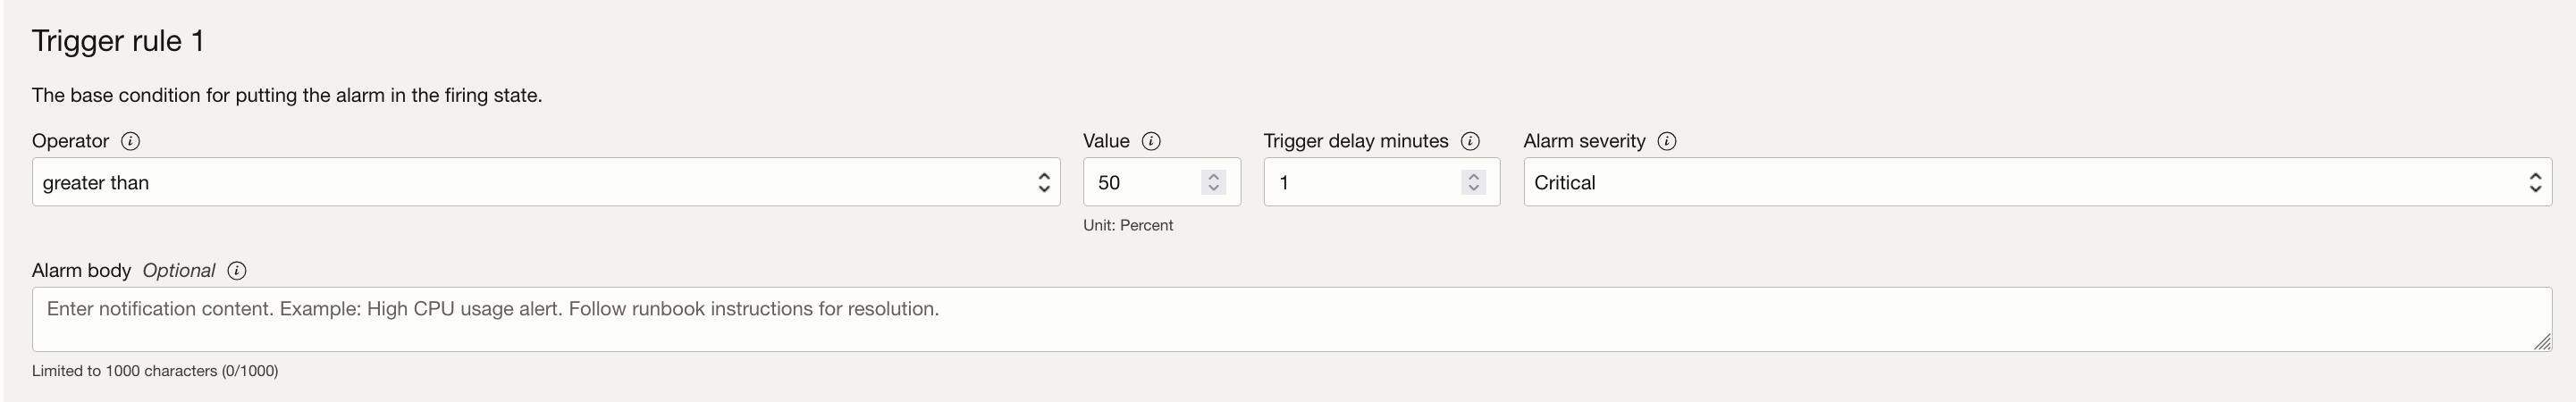 Trigger rule 1
The base condition for putting the alarm in the firing state.
Operator
greater than
Value
50
Unit: Percent
Trigger delay minutes
1
Alarm severity
Critical
Alarm body Optional
Enter notification content. Example: High CPU usage alert. Follow runbook instructions for resolution.
Limited to 1000 characters (0/1000)